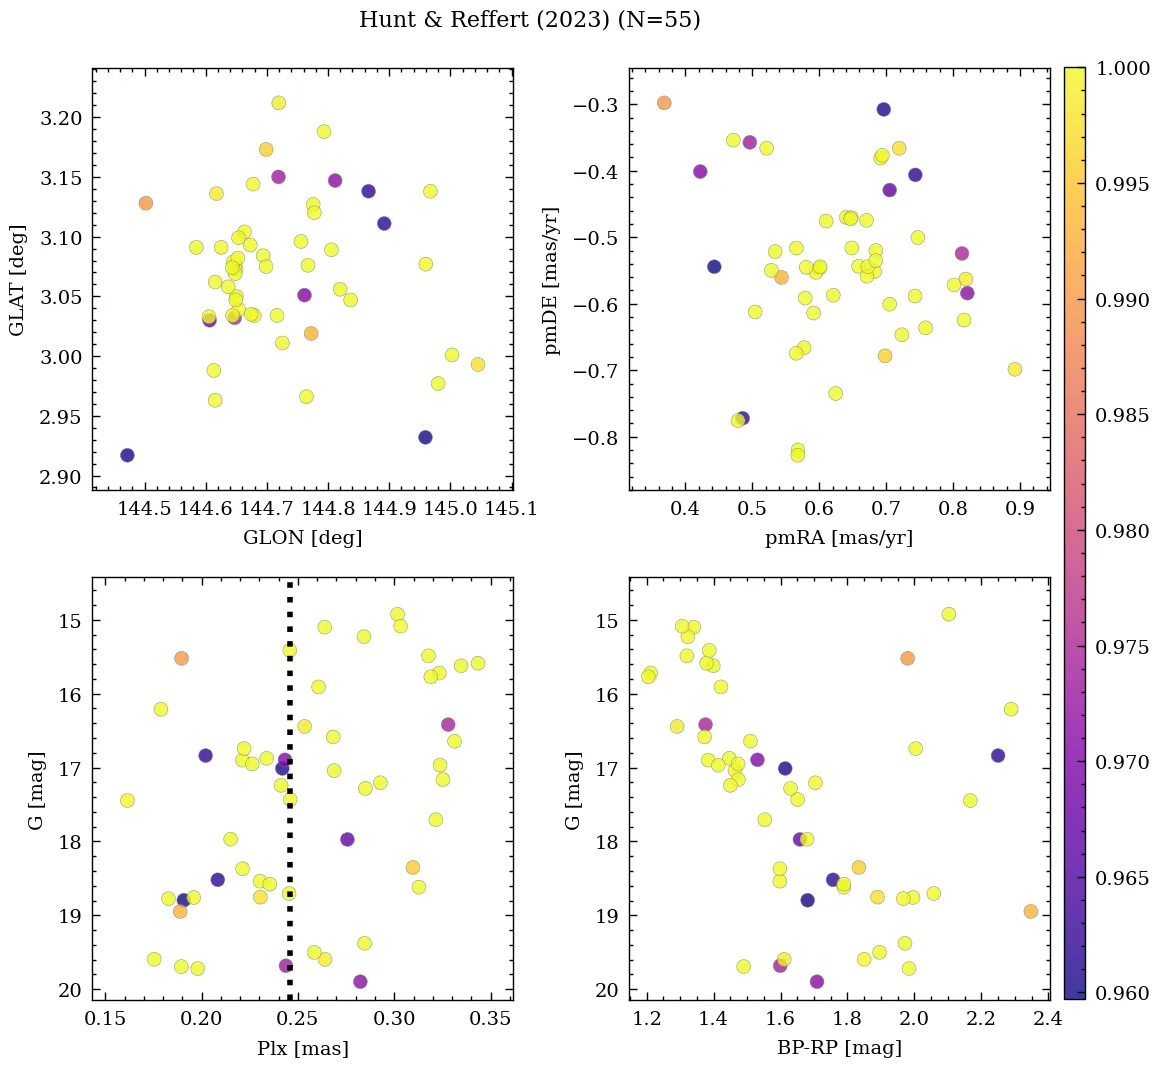 Hunt & Reffert (2023) (N=55)
3.20
3.15
3.10
3.05
3.00
2.95
2.90
GLAT [deg]
144.5 144.6 144.7 144.8 144.9 145.0 145.1
GLON [deg]
−0.3
−0.4
−0.5
−0.6
−0.7
−0.8
pmDE [mas/yr]
0.4 0.5 0.6 0.7 0.8 0.9
pmRA [mas/yr]
1.000
0.995
0.990
0.985
0.980
0.975
0.970
0.965
0.960
15
16
17
18
19
20
G [mag]
0.15 0.20 0.25 0.30 0.35
Plx [mas]
15
16
17
18
19
20
G [mag]
1.2 1.4 1.6 1.8 2.0 2.2 2.4
BP-RP [mag]